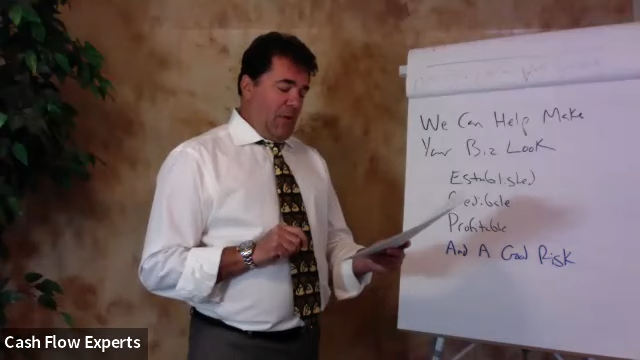 We Can Help Make
Your Biz Look
Established
Credible
Profitable
And A Good Risk
Cash Flow Experts